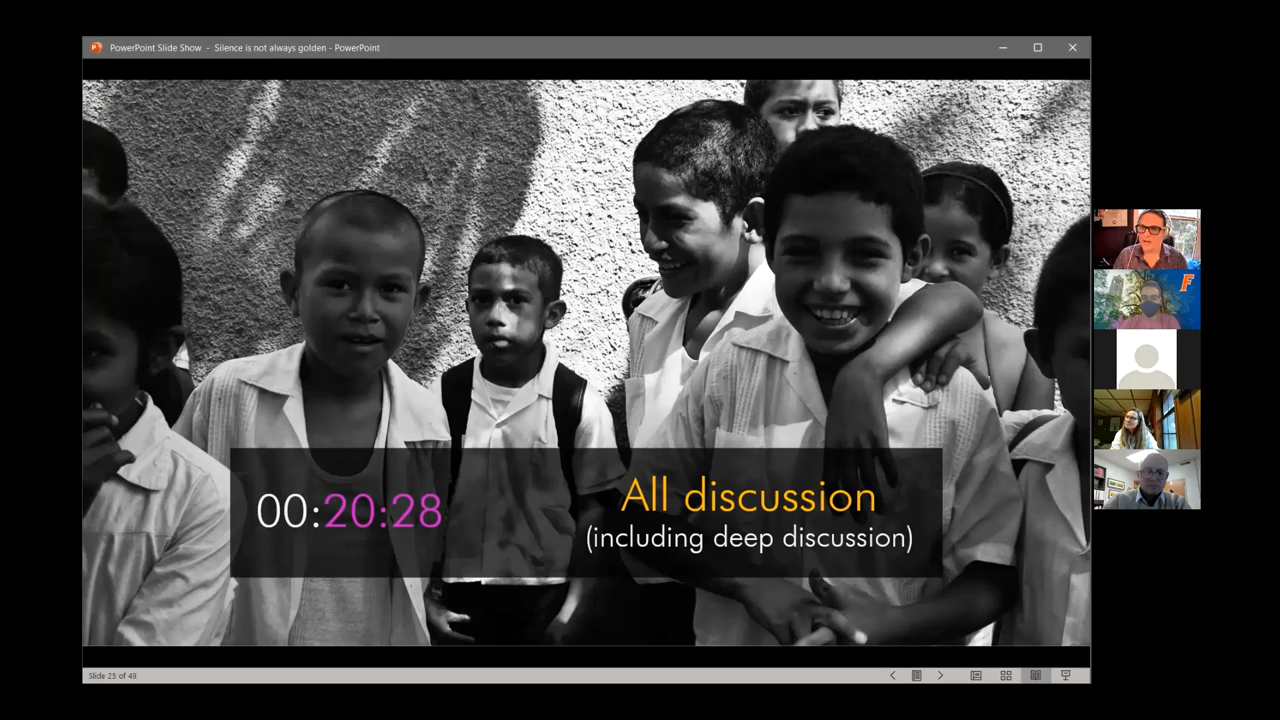 PowerPoint Slide Show - Silence is not always golden - PowerPoint
00:20:28
All discussion
(including deep discussion)
Slide 25 of 49
F